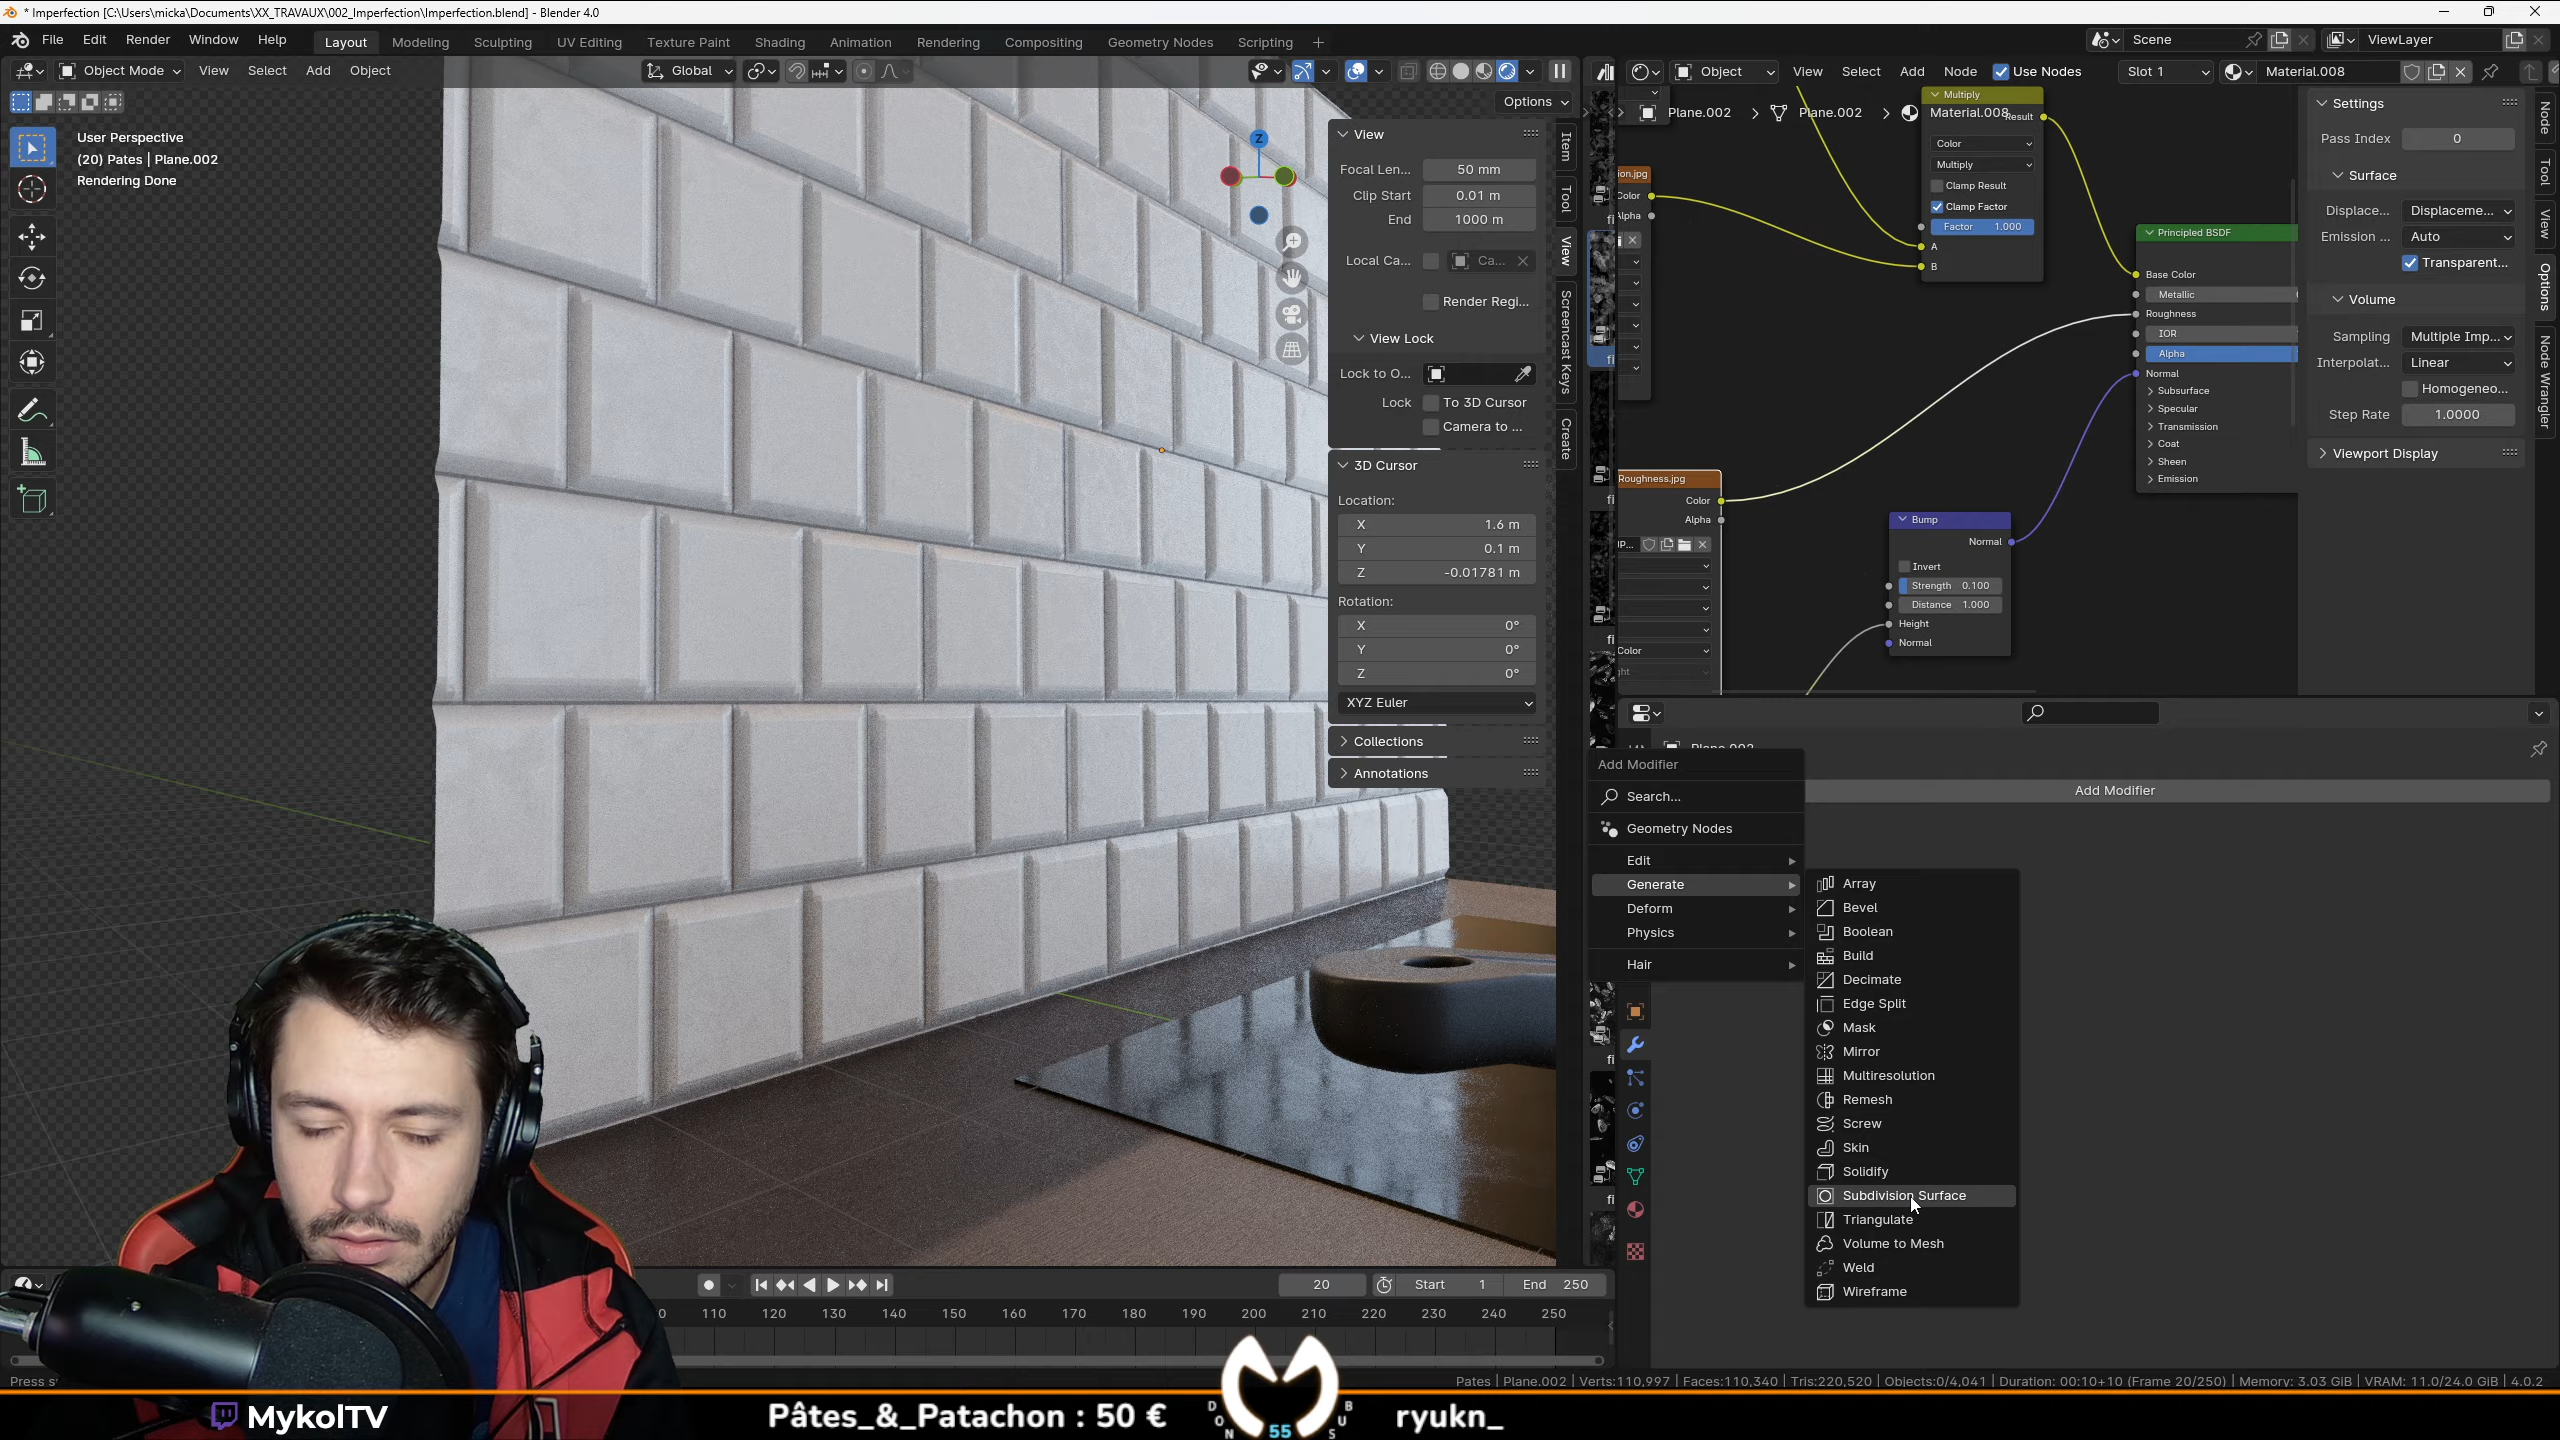 * Imperfection [C:\Users\micka\Documents\XX_TRAVAUX\002_Imperfection\Imperfection.blend] - Blender 4.0
File Edit Render Window Help
Layout Modeling Sculpting UV Editing Texture Paint Shading Animation Rendering Compositing Geometry Nodes Scripting +
Scene ViewLayer
Object Mode View Select Add Object
Global
Options
User Perspective
(20) Pates | Plane.002
Rendering Done
Z
View
Focal Len... 50 mm
Clip Start 0.01 m
End 1000 m
Local Ca... Ca...
Render Regi...
View Lock
Lock to O...
Lock To 3D Cursor
Camera to ...
3D Cursor
Location:
X 1.6 m
Y 0.1 m
Z -0.01781 m
Rotation:
X 0°
Y 0°
Z 0°
XYZ Euler
Collections
Annotations
Item
Tool
View
Screencast Keys
Create
Object View Select Add Node Use Nodes Slot 1 Material.008
Plane.002 > Plane.002 > Material.008
Multiply
Result
Color
Multiply
Clamp Result
Clamp Factor
Factor 1.000
A
B
ion.jpg
Color
Alpha
Roughness.jpg
Color
Alpha
Color
Principled BSDF
Base Color
Metallic
Roughness
IOR
Alpha
Normal
Subsurface
Specular
Transmission
Coat
Sheen
Emission
Bump
Normal
Invert
Strength 0.100
Distance 1.000
Height
Normal
Settings
Pass Index 0
Surface
Displace... Displaceme...
Emission ... Auto
Transparent...
Volume
Sampling Multiple Imp...
Interpolat... Linear
Homogeneo...
Step Rate 1.0000
Viewport Display
Node
Tool
View
Options
Node Wrangler
Plane.002
Add Modifier
Add Modifier
Search...
Geometry Nodes
Edit
Generate
Deform
Physics
Hair
Array
Bevel
Boolean
Build
Decimate
Edge Split
Mask
Mirror
Multiresolution
Remesh
Screw
Skin
Solidify
Subdivision Surface
Triangulate
Volume to Mesh
Weld
Wireframe
20 Start 1 End 250
110 120 130 140 150 160 170 180 190 200 210 220 230 240 250
Pates | Plane.002 | Verts:110,997 | Faces:110,340 | Tris:220,520 | Objects:0/4,041 | Duration: 00:10+10 (Frame 20/250) | Memory: 3.03 GiB | VRAM: 11.0/24.0 GiB | 4.0.2
MykolTV
Pâtes_&_Patachon : 50 €
DON 55 BUS
ryukn_